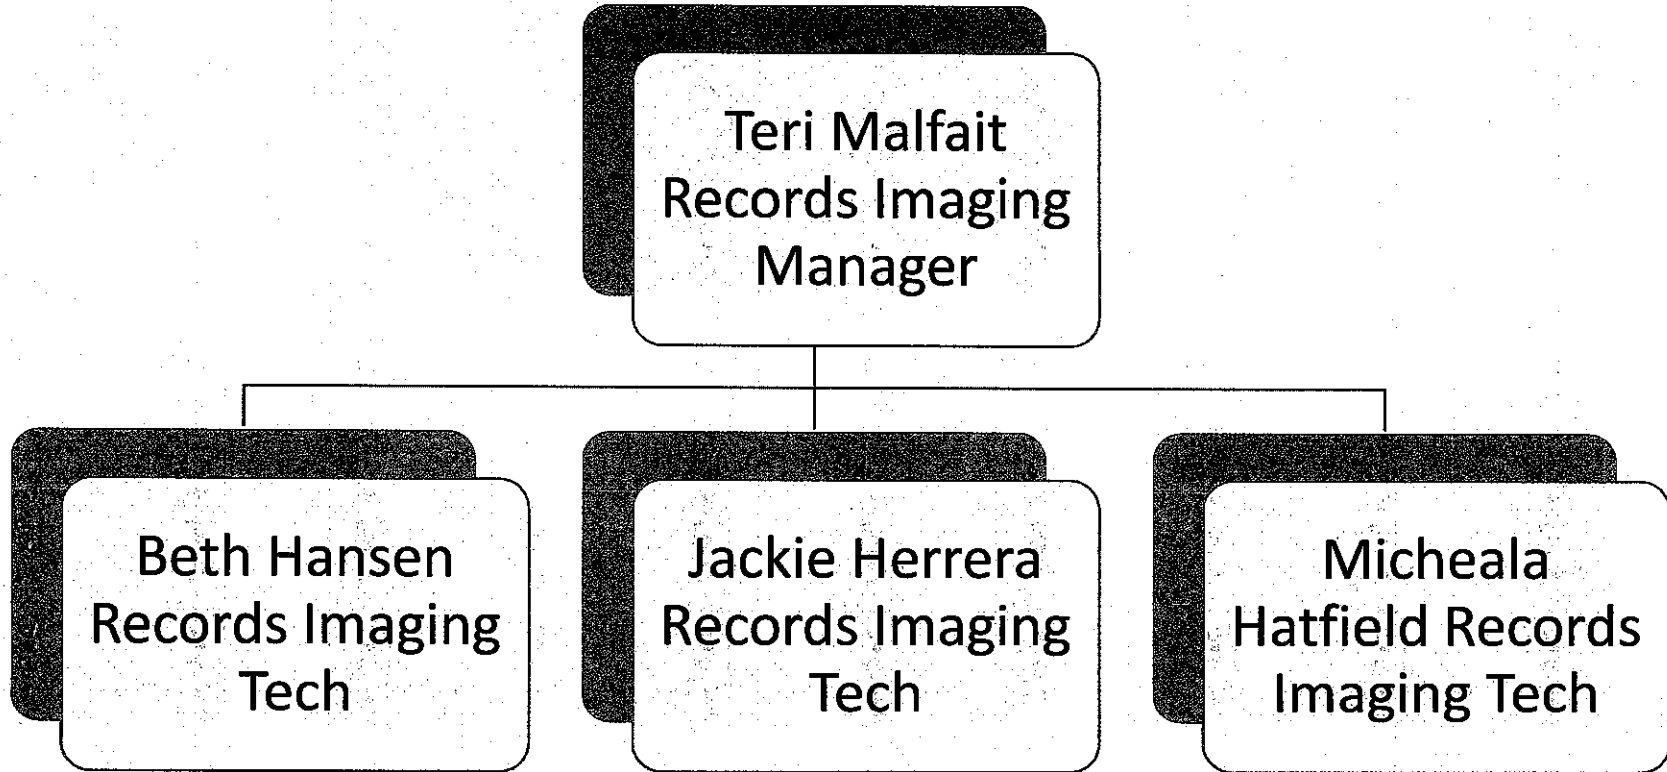 Teri Malfait
Records Imaging
Manager
Beth Hansen
Records Imaging
Tech
Jackie Herrera
Records Imaging
Tech
Micheala
Hatfield Records
Imaging Tech